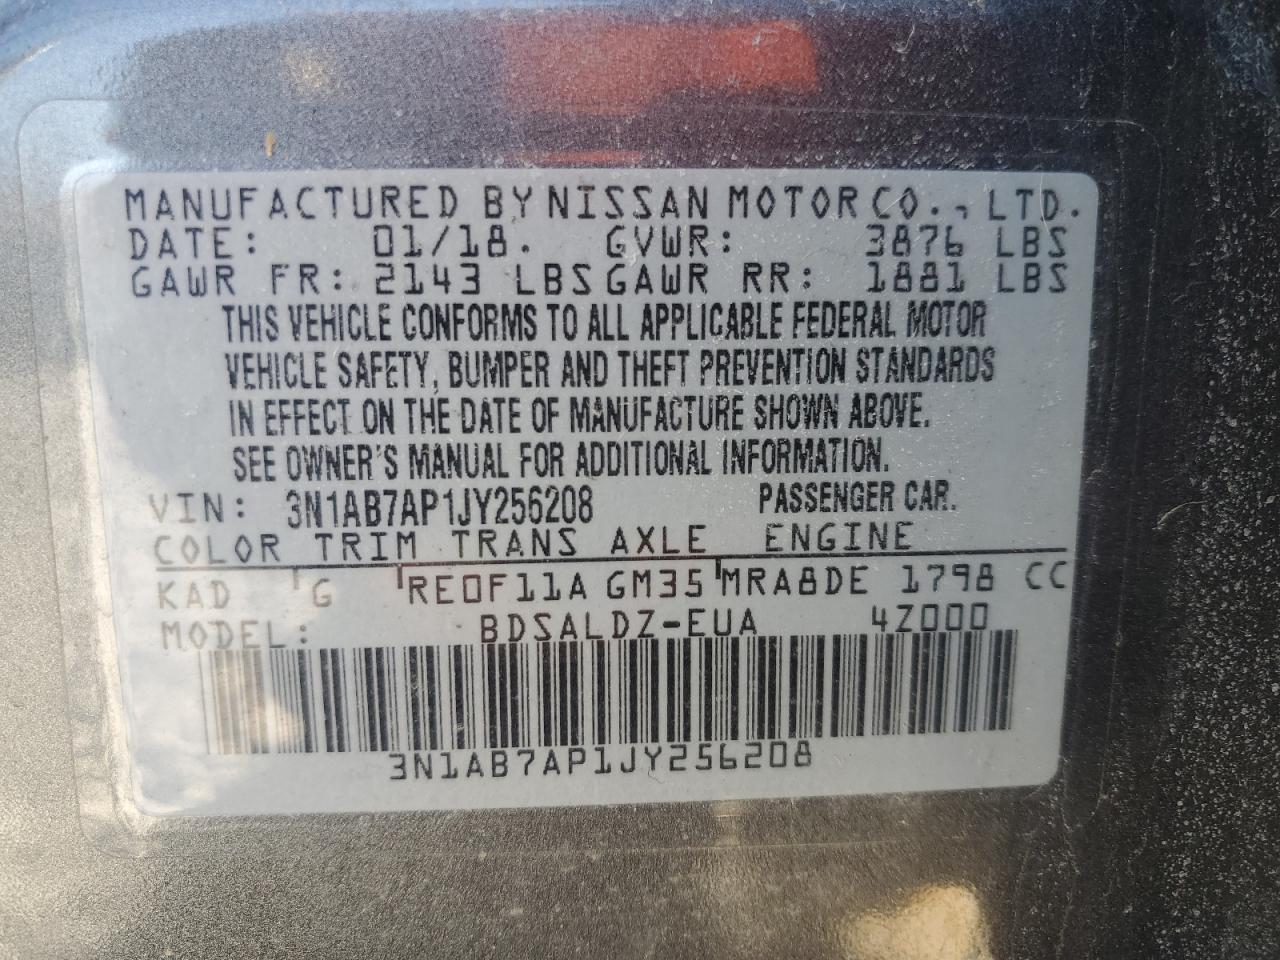 MANUFACTURED BY NISSAN MOTOR CO., LTD.
DATE: 01/18. GVWR: 3876 LBS
GAWR FR: 2143 LBS GAWR RR: 1881 LBS
THIS VEHICLE CONFORMS TO ALL APPLICABLE FEDERAL MOTOR
VEHICLE SAFETY, BUMPER AND THEFT PREVENTION STANDARDS
IN EFFECT ON THE DATE OF MANUFACTURE SHOWN ABOVE.
SEE OWNER'S MANUAL FOR ADDITIONAL INFORMATION.
VIN: 3N1AB7AP1JY256208 PASSENGER CAR.
COLOR TRIM TRANS AXLE ENGINE
KAD G RE0F11A GM35 MRA8DE 1798 CC
MODEL: BDSALDZ-EUA 4Z000
3N1AB7AP1JY256208